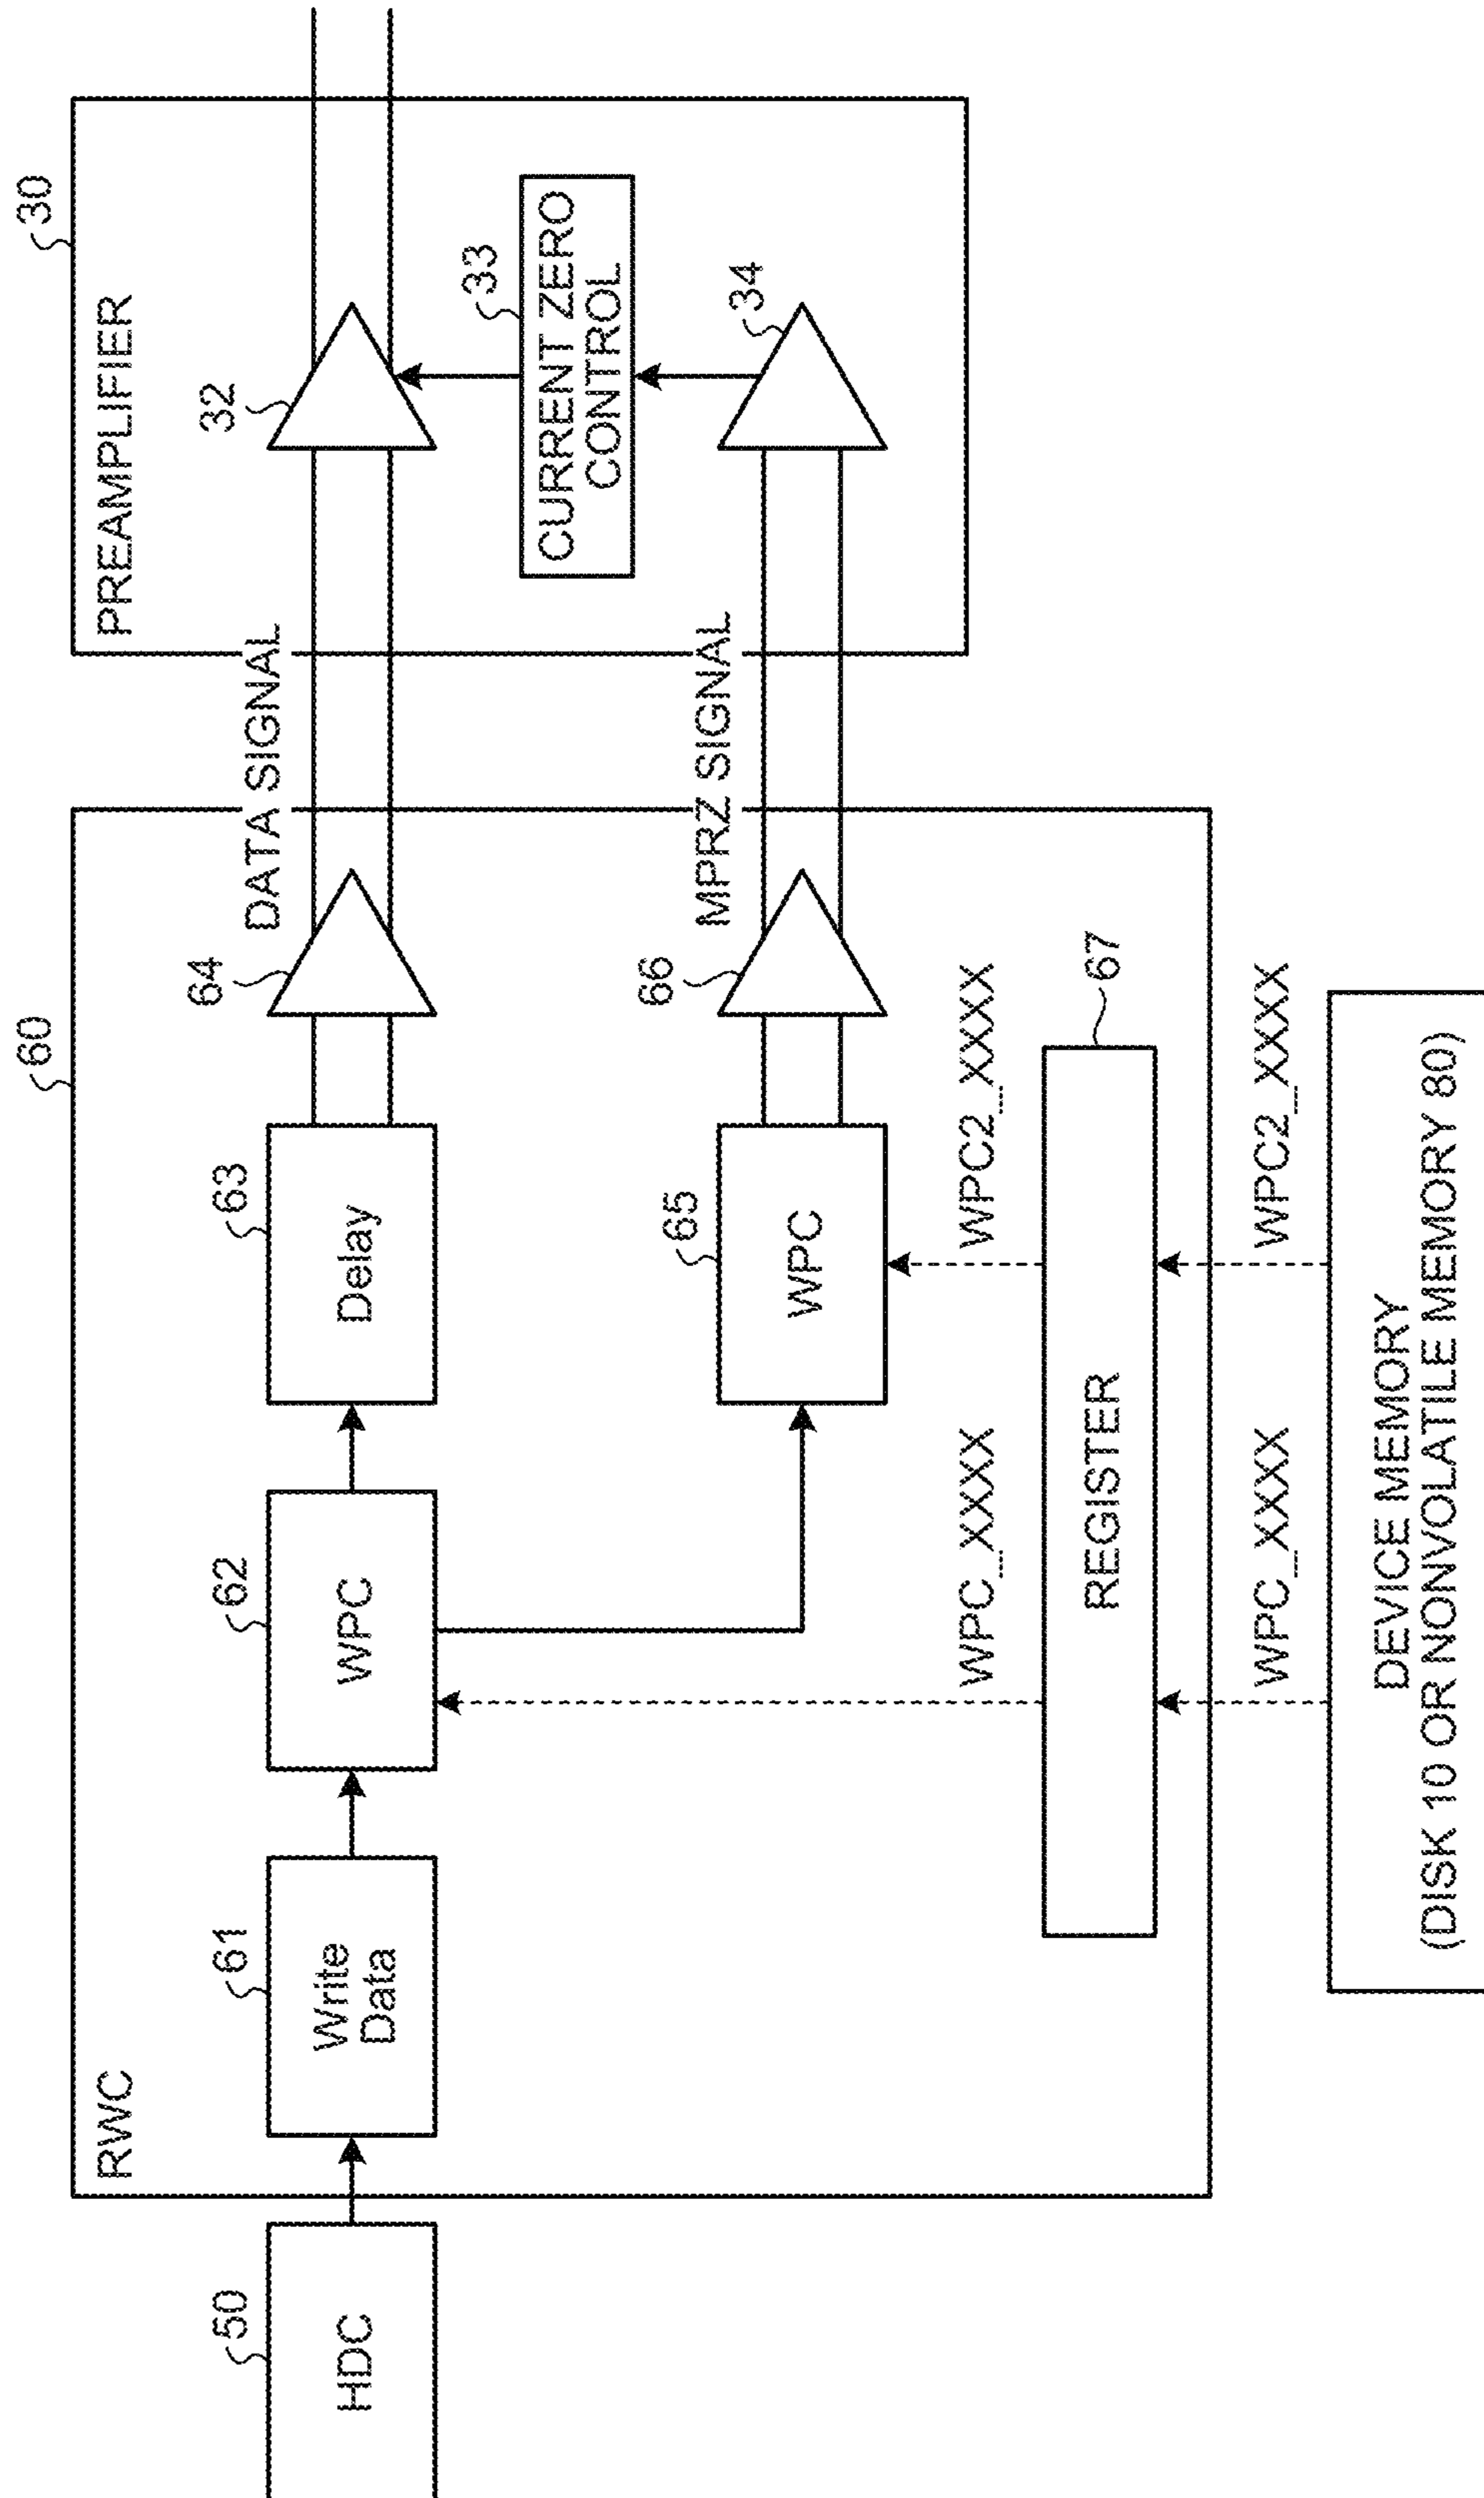 50
HDC
60
RWC
61
Write
Data
62
WPC
63
Delay
64
DATA SIGNAL
65
WPC
66
MPRZ SIGNAL
WPC_XXXX
WPC2_XXXX
67
REGISTER
WPC_XXXX
WPC2_XXXX
DEVICE MEMORY
(DISK 10 OR NONVOLATILE MEMORY 80)
30
PREAMPLIFIER
32
33
CURRENT ZERO
CONTROL
34